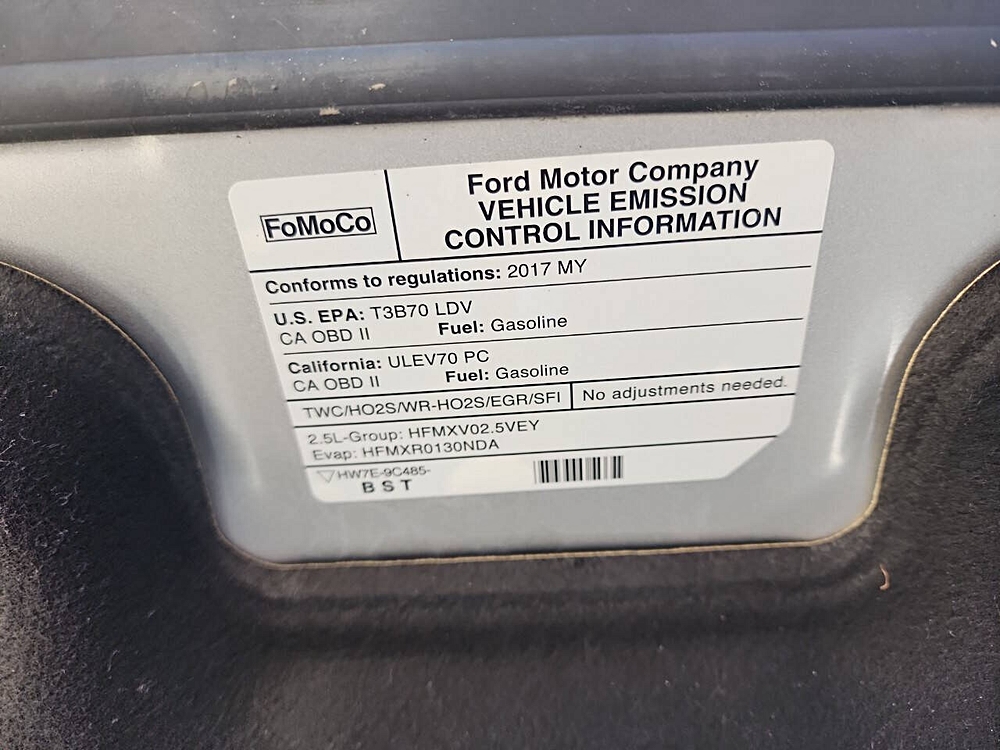 FoMoCo
Ford Motor Company
VEHICLE EMISSION
CONTROL INFORMATION
Conforms to regulations: 2017 MY
U.S. EPA: T3B70 LDV
CA OBD II Fuel: Gasoline
California: ULEV70 PC
CA OBD II Fuel: Gasoline
TWC/HO2S/WR-HO2S/EGR/SFI No adjustments needed.
2.5L-Group: HFMXV02.5VEY
Evap: HFMXR0130NDA
HW7E-9C485-
B S T